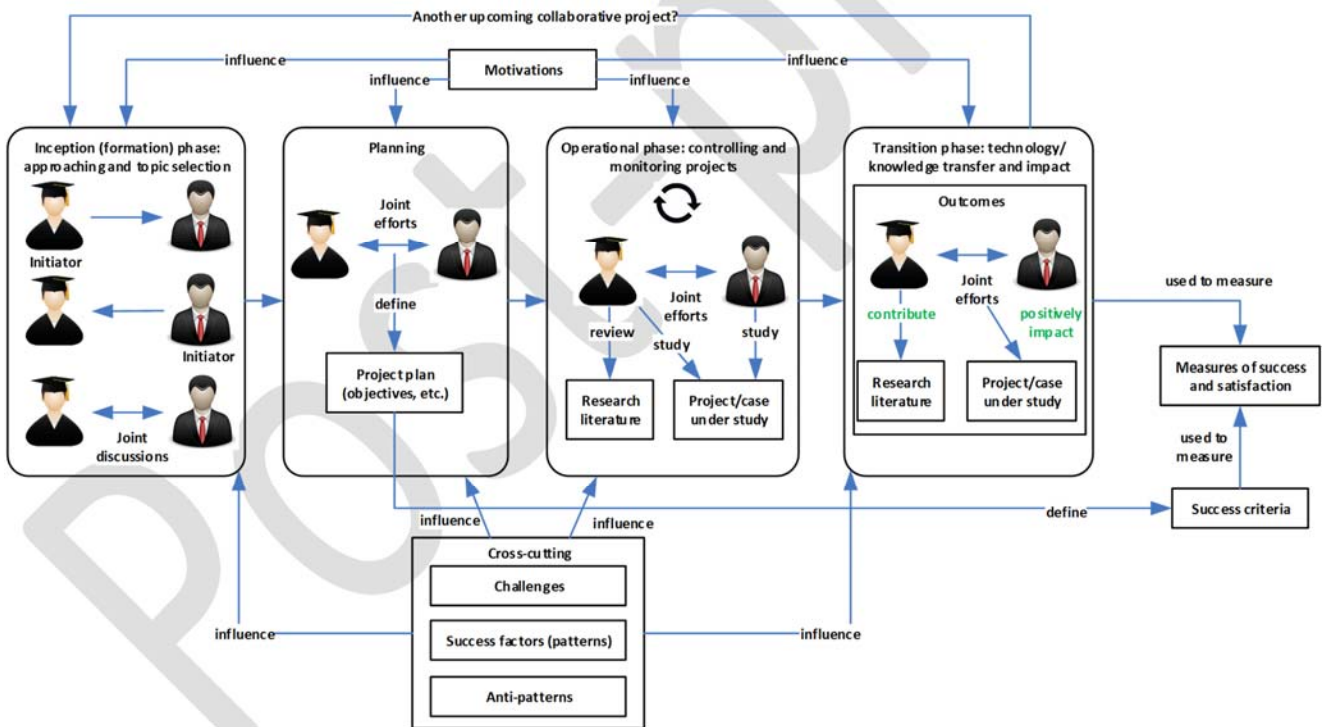 Another upcoming collaborative project?
influence
Motivations
influence
influence
influence
Inception (formation) phase:
approaching and topic selection
Initiator
Initiator
Joint
discussions
Planning
Joint
efforts
define
Project plan
(objectives, etc.)
Operational phase: controlling and
monitoring projects
Joint
efforts
review
study
study
Research
literature
Project/case
under study
Transition phase: technology/
knowledge transfer and impact
Outcomes
Joint
efforts
contribute
positively
impact
Research
literature
Project/case
under study
used to measure
Measures of success
and satisfaction
used to
measure
define
Success criteria
influence
influence
Cross-cutting
Challenges
Success factors (patterns)
Anti-patterns
influence
influence
Post-pr